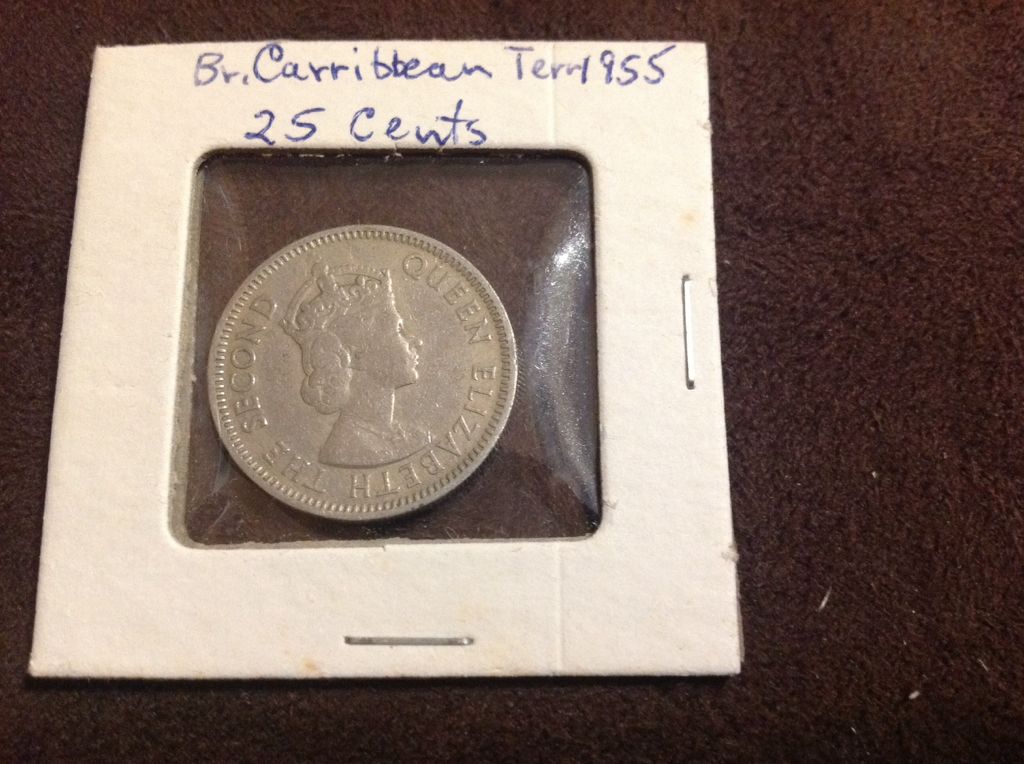 Br. Carribbean Terr 1955
25 Cents
QUEEN ELIZABETH THE SECOND